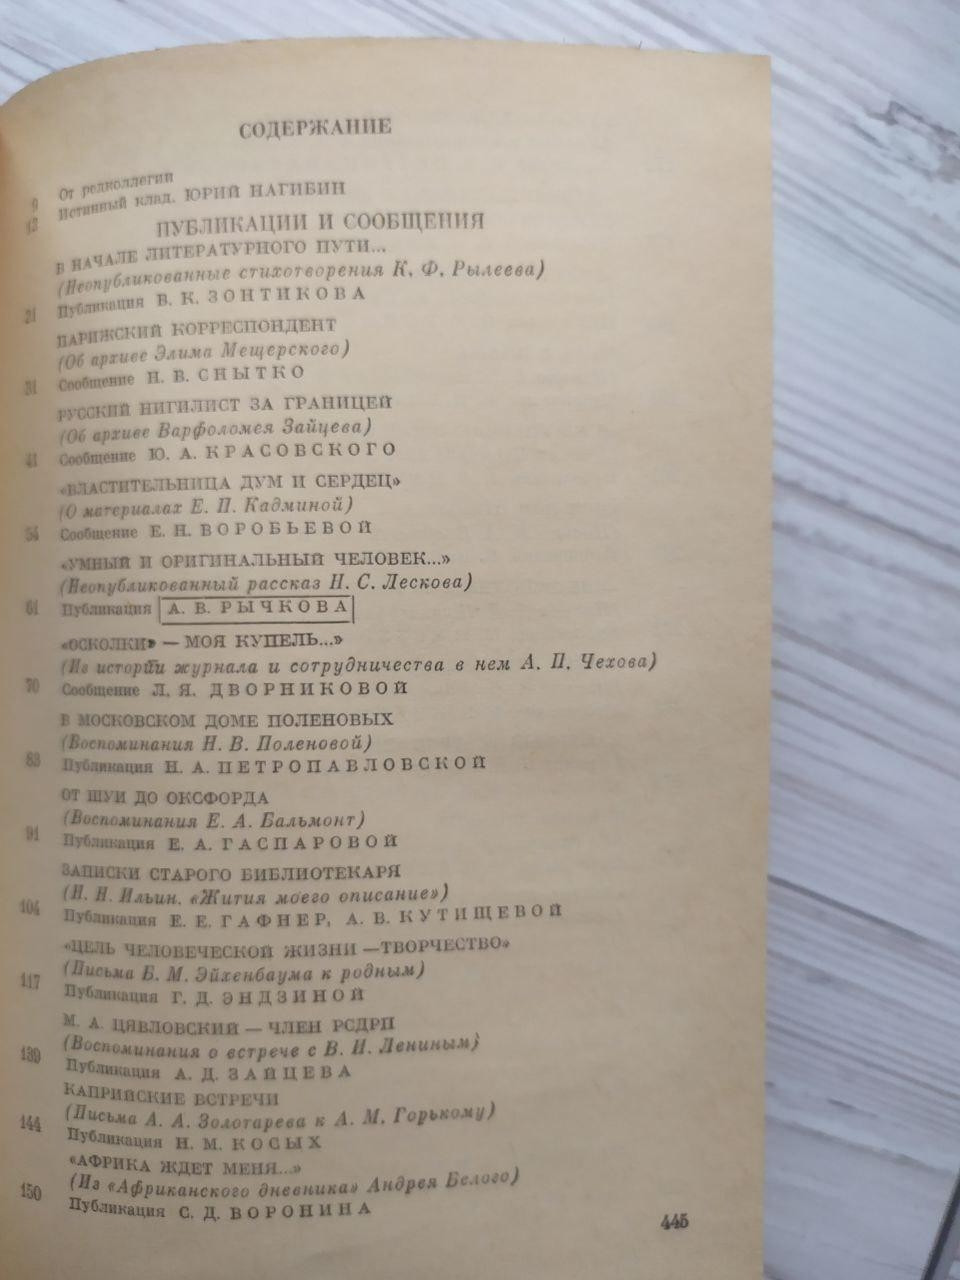 СОДЕРЖАНИЕ
9 От редколлегии
13 Истинный клад. ЮРИЙ НАГИБИН
ПУБЛИКАЦИИ И СООБЩЕНИЯ
В НАЧАЛЕ ЛИТЕРАТУРНОГО ПУТИ...
(Неопубликованные стихотворения К. Ф. Рылеева)
21 Публикация В. К. ЗОНТИКОВА
ПАРИЖСКИЙ КОРРЕСПОНДЕНТ
(Об архиве Элима Мещерского)
31 Сообщение Н. В. СНЫТКО
РУССКИЙ НИГИЛИСТ ЗА ГРАНИЦЕЙ
(Об архиве Варфоломея Зайцева)
41 Сообщение Ю. А. КРАСОВСКОГО
«ВЛАСТИТЕЛЬНИЦА ДУМ И СЕРДЕЦ»
(О материалах Е. П. Кадминой)
54 Сообщение Е. Н. ВОРОБЬЕВОЙ
«УМНЫЙ И ОРИГИНАЛЬНЫЙ ЧЕЛОВЕК...»
(Неопубликованный рассказ Н. С. Лескова)
61 Публикация А. В. РЫЧКОВА
«ОСКОЛКИ» — МОЯ КУПЕЛЬ...»
(Из истории журнала и сотрудничества в нем А. П. Чехова)
70 Сообщение Л. Я. ДВОРНИКОВОЙ
В МОСКОВСКОМ ДОМЕ ПОЛЕНОВЫХ
(Воспоминания Н. В. Поленовой)
83 Публикация Н. А. ПЕТРОПАВЛОВСКОЙ
ОТ ШУИ ДО ОКСФОРДА
(Воспоминания Е. А. Бальмонт)
91 Публикация Е. А. ГАСПАРОВОЙ
ЗАПИСКИ СТАРОГО БИБЛИОТЕКАРЯ
(Н. Н. Ильин. «Жития моего описание»)
104 Публикация Е. Е. ГАФНЕР, А. В. КУТИЩЕВОЙ
«ЦЕЛЬ ЧЕЛОВЕЧЕСКОЙ ЖИЗНИ —ТВОРЧЕСТВО»
(Письма Б. М. Эйхенбаума к родным)
117 Публикация Г. Д. ЭНДЗИНОЙ
М. А. ЦЯВЛОВСКИЙ — ЧЛЕН РСДРП
(Воспоминания о встрече с В. И. Лениным)
139 Публикация А. Д. ЗАЙЦЕВА
КАПРИЙСКИЕ ВСТРЕЧИ
(Письма А. А. Золотарева к А. М. Горькому)
144 Публикация Н. М. КОСЫХ
«АФРИКА ЖДЕТ МЕНЯ...»
(Из «Африканского дневника» Андрея Белого)
150 Публикация С. Д. ВОРОНИНА
445